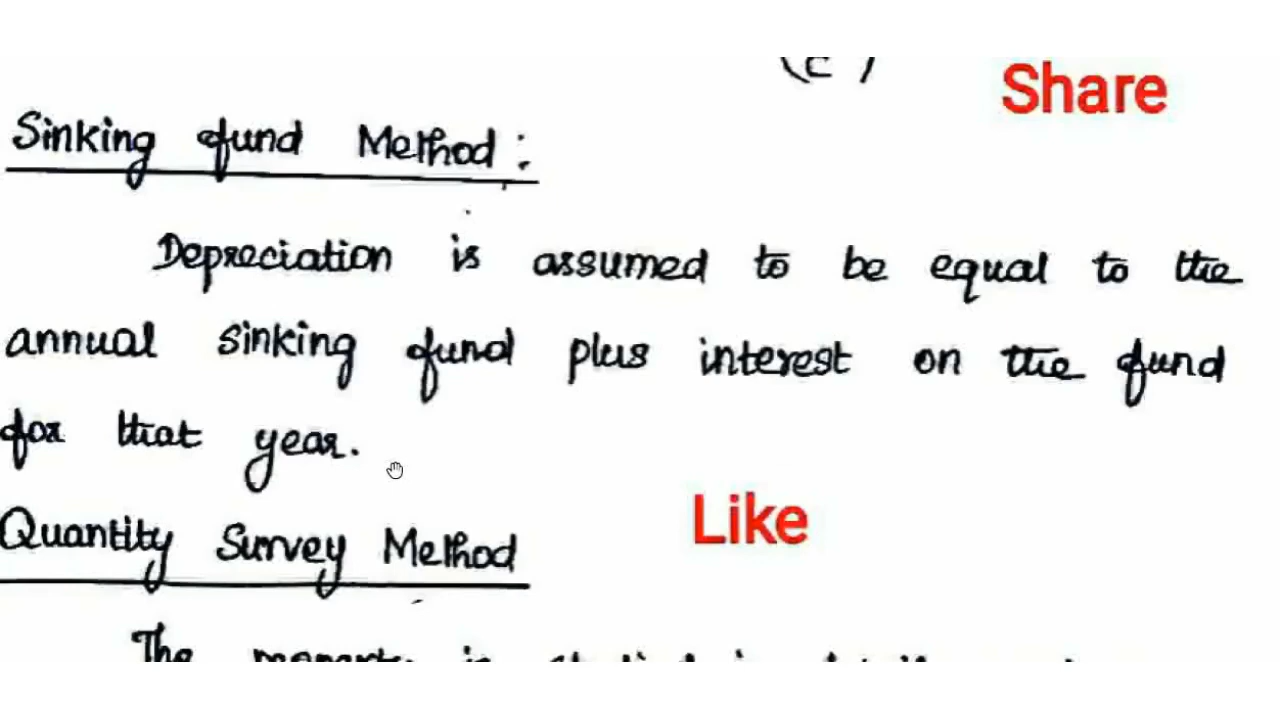 Share
Sinking fund Method :
Depreciation is assumed to be equal to the
annual sinking fund plus interest on the fund
for that year.
Like
Quantity Survey Method
The